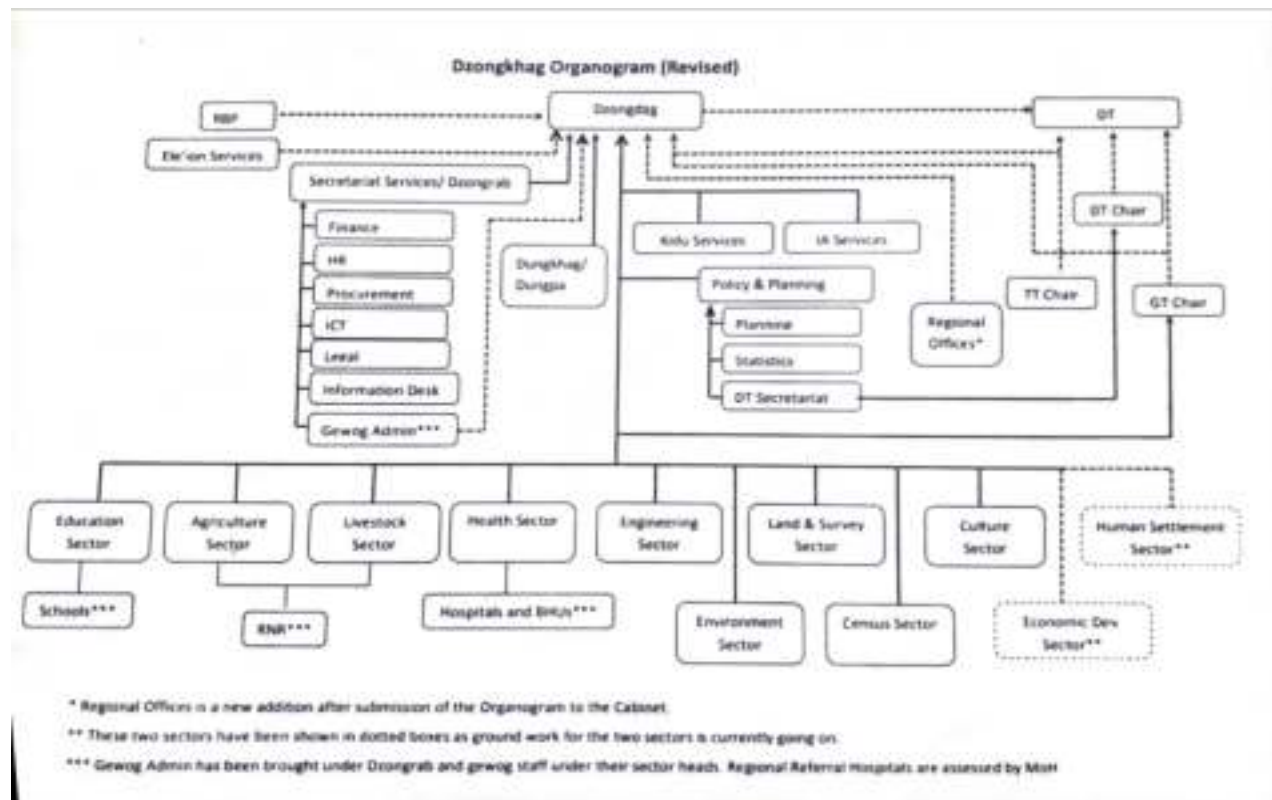 Dzongkhag Organogram (Revised)
Dzongdag
DT
RBP
Ele'ion Services
Secretarial Services/ Dzongrab
Finance
HR
Procurement
ICT
Legal
Information Desk
Gewog Admin***
Dungkhag/
Dungpa
Kidu Services
IA Services
Policy & Planning
Planning
Statistics
DT Secretariat
Regional
Offices*
DT Chair
TT Chair
GT Chair
Education
Sector
Agriculture
Sector
Livestock
Sector
Health Sector
Engineering
Sector
Land & Survey
Sector
Culture
Sector
Human Settlement
Sector**
Schools***
RNR***
Hospitals and BHUs***
Environment
Sector
Census Sector
Economic Dev
Sector**
* Regional Offices is a new addition after submission of the Organogram to the Cabinet.
** These two sectors have been shown in dotted boxes as ground work for the two sectors is currently going on.
*** Gewog Admin has been brought under Dzongrab and gewog staff under their sector heads. Regional Referral Hospitals are assessed by MoH